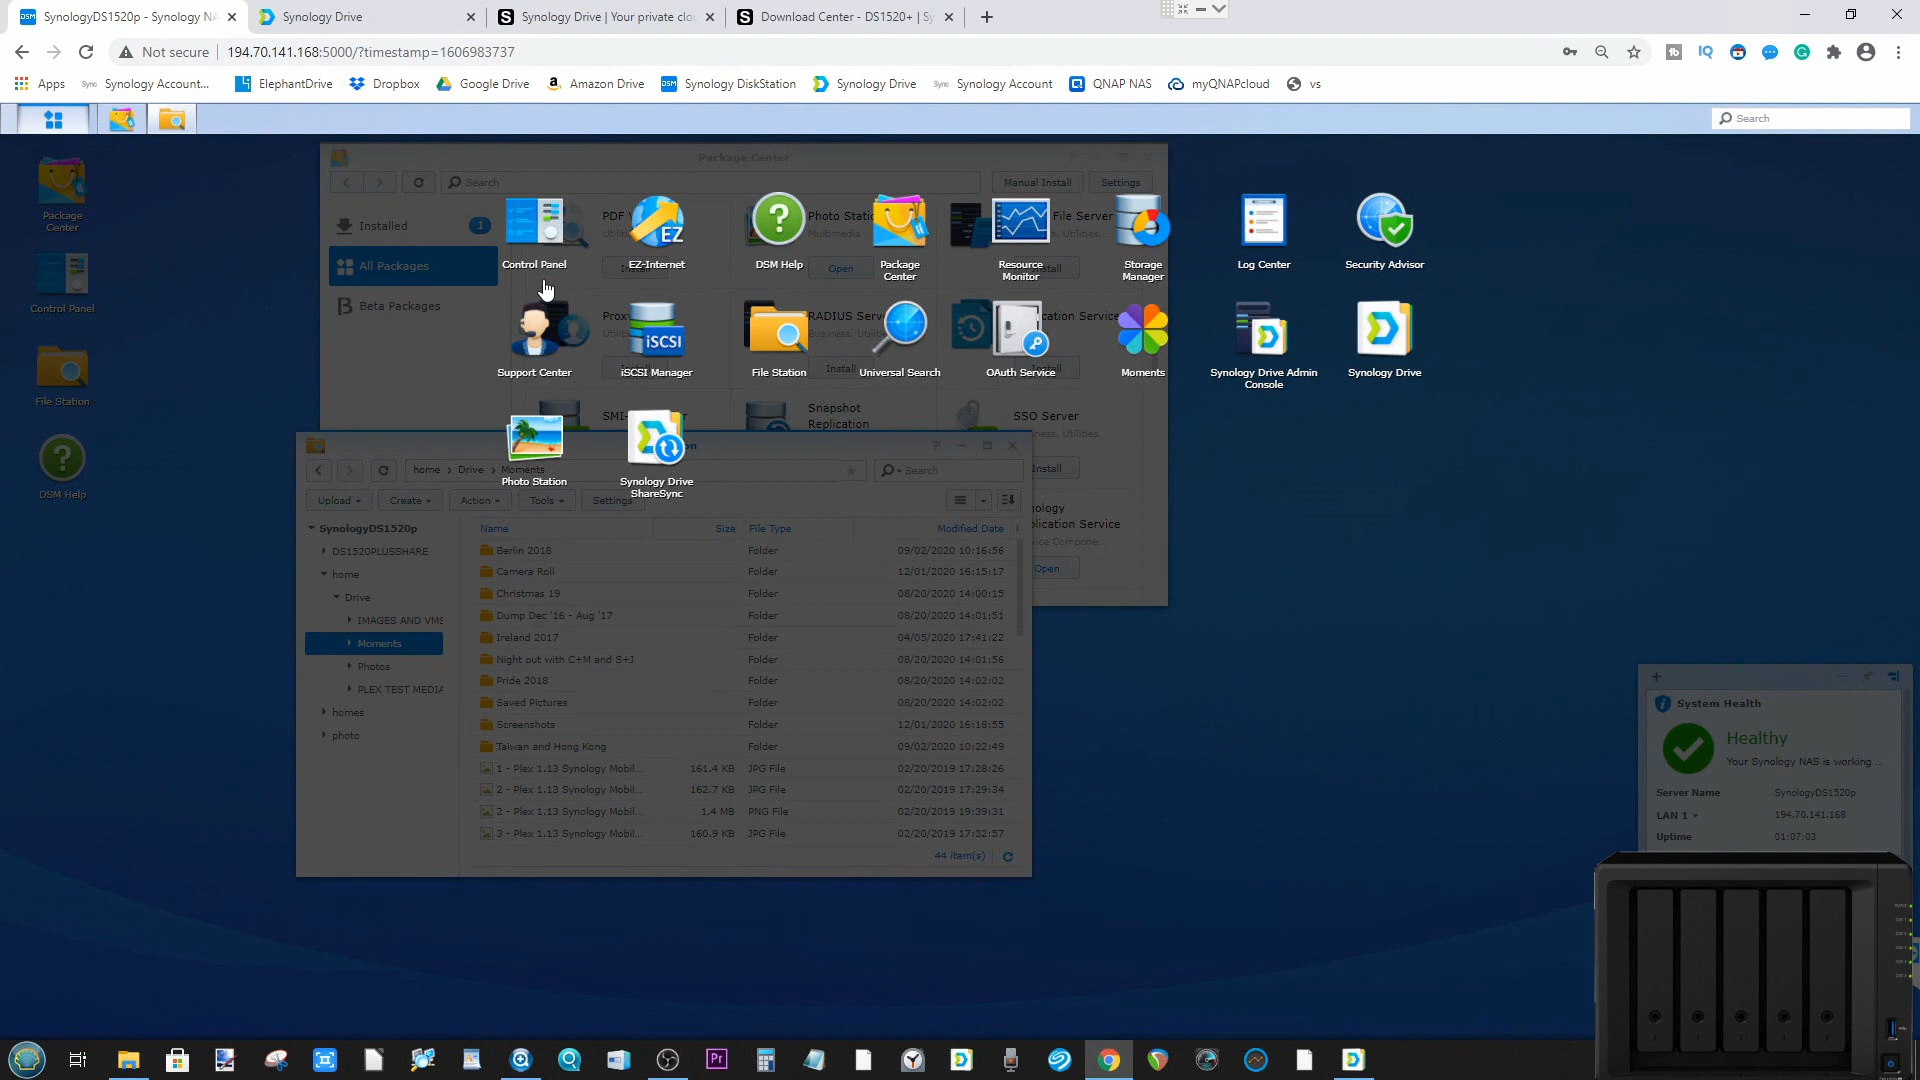 SynologyDS1520p - Synology NA
Synology Drive
Synology Drive | Your private clou
Download Center - DS1520+ | Sy
Not secure
194.70.141.168:5000/?timestamp=1606983737
Apps
Synology Account...
ElephantDrive
Dropbox
Google Drive
Amazon Drive
Synology DiskStation
Synology Drive
Synology Account
QNAP NAS
myQNAPcloud
vs
Search
Package
Center
Control Panel
File Station
DSM Help
Package Center
Search
Manual Install
Settings
Installed
1
All Packages
Beta Packages
Photo Static
File Server
Multimedia
Open
RADIUS Serv
Install
Snapshot
Replication
SSO Server
Install
Open
Control Panel
EZ
EZ-Internet
DSM Help
Package
Center
Resource
Monitor
Storage
Manager
Log Center
Security Advisor
Support Center
iSCSI
iSCSI Manager
File Station
Universal Search
OAuth Service
Moments
Synology Drive Admin
Console
Synology Drive
Photo Station
Synology Drive
ShareSync
home
Drive
Moments
Search
Upload
Create
Action
Tools
Settings
SynologyDS1520p
DS1520PLUSSHARE
home
Drive
IMAGES AND VMS
Moments
Photos
PLEX TEST MEDIA
homes
photo
Name Size File Type Modified Date
Berlin 2018 Folder 09/02/2020 10:16:56
Camera Roll Folder 12/01/2020 16:15:17
Christmas 19 Folder 08/20/2020 14:00:15
Dump Dec '16 - Aug '17 Folder 08/20/2020 14:01:51
Ireland 2017 Folder 04/05/2020 17:41:22
Night out with C+M and S+J Folder 08/20/2020 14:01:56
Pride 2018 Folder 08/20/2020 14:02:02
Saved Pictures Folder 08/20/2020 14:02:02
Screenshots Folder 12/01/2020 16:18:55
Taiwan and Hong Kong Folder 09/02/2020 10:22:49
1 - Plex 1.13 Synology Mobil... 161.4 KB JPG File 02/20/2019 17:28:26
2 - Plex 1.13 Synology Mobil... 162.7 KB JPG File 02/20/2019 17:29:34
2 - Plex 1.13 Synology Mobil... 1.4 MB PNG File 02/20/2019 19:39:31
3 - Plex 1.13 Synology Mobil... 160.9 KB JPG File 02/20/2019 17:32:57
44 item(s)
System Health
Healthy
Your Synology NAS is working ...
Server Name SynologyDS1520p
LAN 1 194.70.141.168
Uptime 01:07:03
Pr